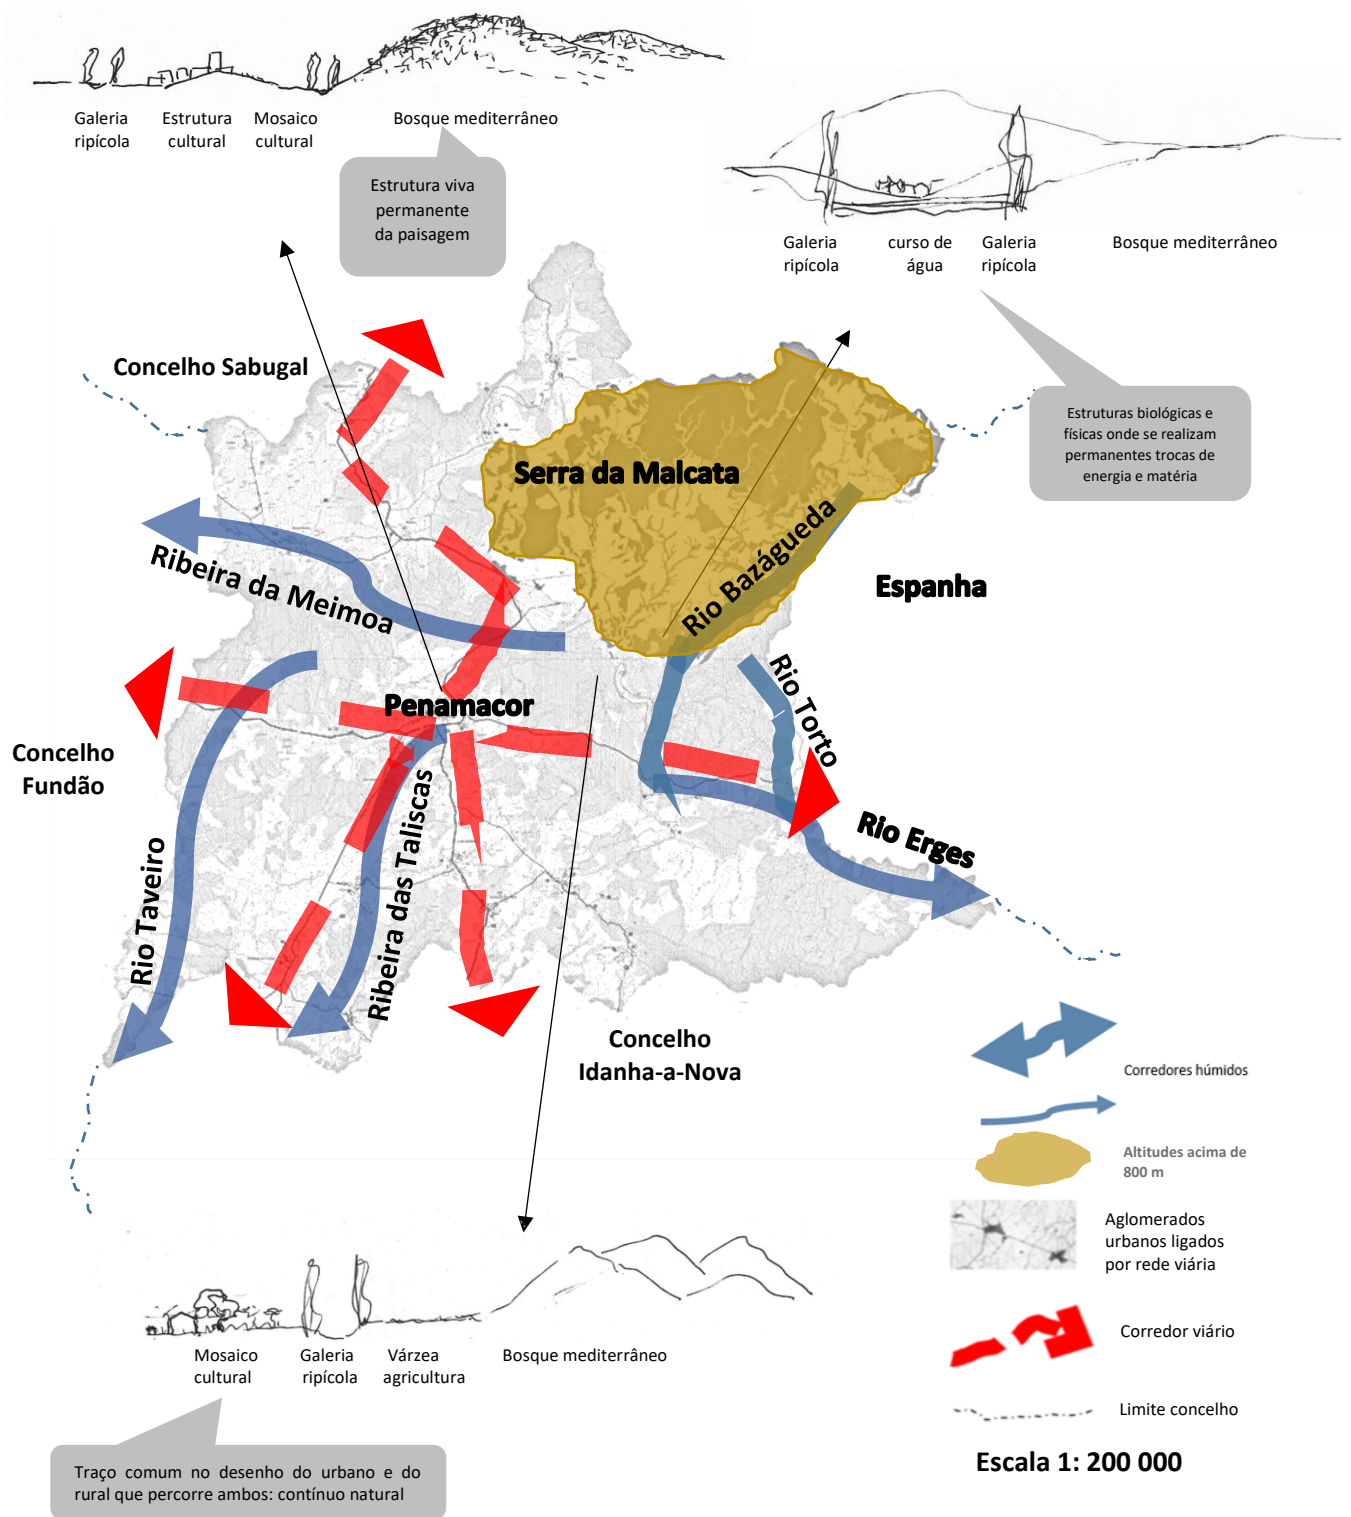 Galeria
ripícola
Estrutura
cultural
Mosaico
cultural
Bosque mediterrâneo
Estrutura viva
permanente
da paisagem
Galeria
ripícola
curso de
água
Galeria
ripícola
Bosque mediterrâneo
Estruturas biológicas e
físicas onde se realizam
permanentes trocas de
energia e matéria
Concelho Sabugal
Serra da Malcata
Ribeira da Meimoa
Rio Bazágueda
Espanha
Rio Torto
Penamacor
Concelho
Fundão
Rio Taveiro
Ribeira das Taliscas
Rio Erges
Concelho
Idanha-a-Nova
Corredores húmidos
Altitudes acima de
800 m
Aglomerados
urbanos ligados
por rede viária
Corredor viário
Limite concelho
Escala 1: 200 000
Mosaico
cultural
Galeria
ripícola
Várzea
agricultura
Bosque mediterrâneo
Traço comum no desenho do urbano e do
rural que percorre ambos: contínuo natural